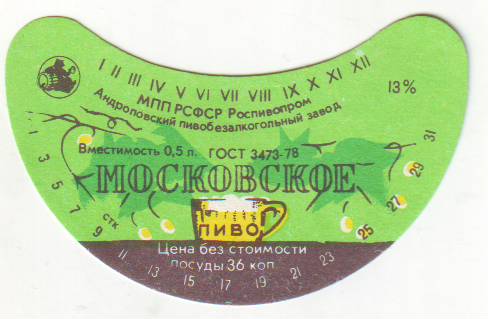 I II III IV V VI VII VIII IX X XI XII
МПП РСФСР Росpивопром
Андроповский пивобезалкогольный завод
13%
Вместимость 0,5 л. ГОСТ 3473-78
МОСКОВСКОЕ
ПИВО
стк
Цена без стоимости
посуды 36 коп.
1 3 5 7 9 11 13 15 17 19 21 23 25 27 29 31